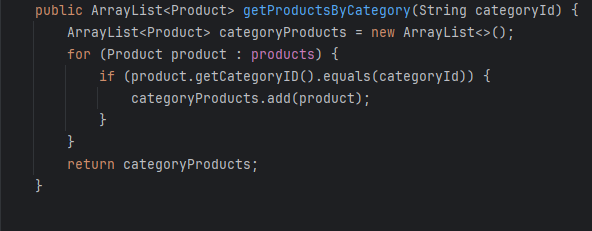 public ArrayList<Product> getProductsByCategory(String categoryId) {
    ArrayList<Product> categoryProducts = new ArrayList<>();
    for (Product product : products) {
        if (product.getCategoryID().equals(categoryId)) {
            categoryProducts.add(product);
        }
    }
    return categoryProducts;
}